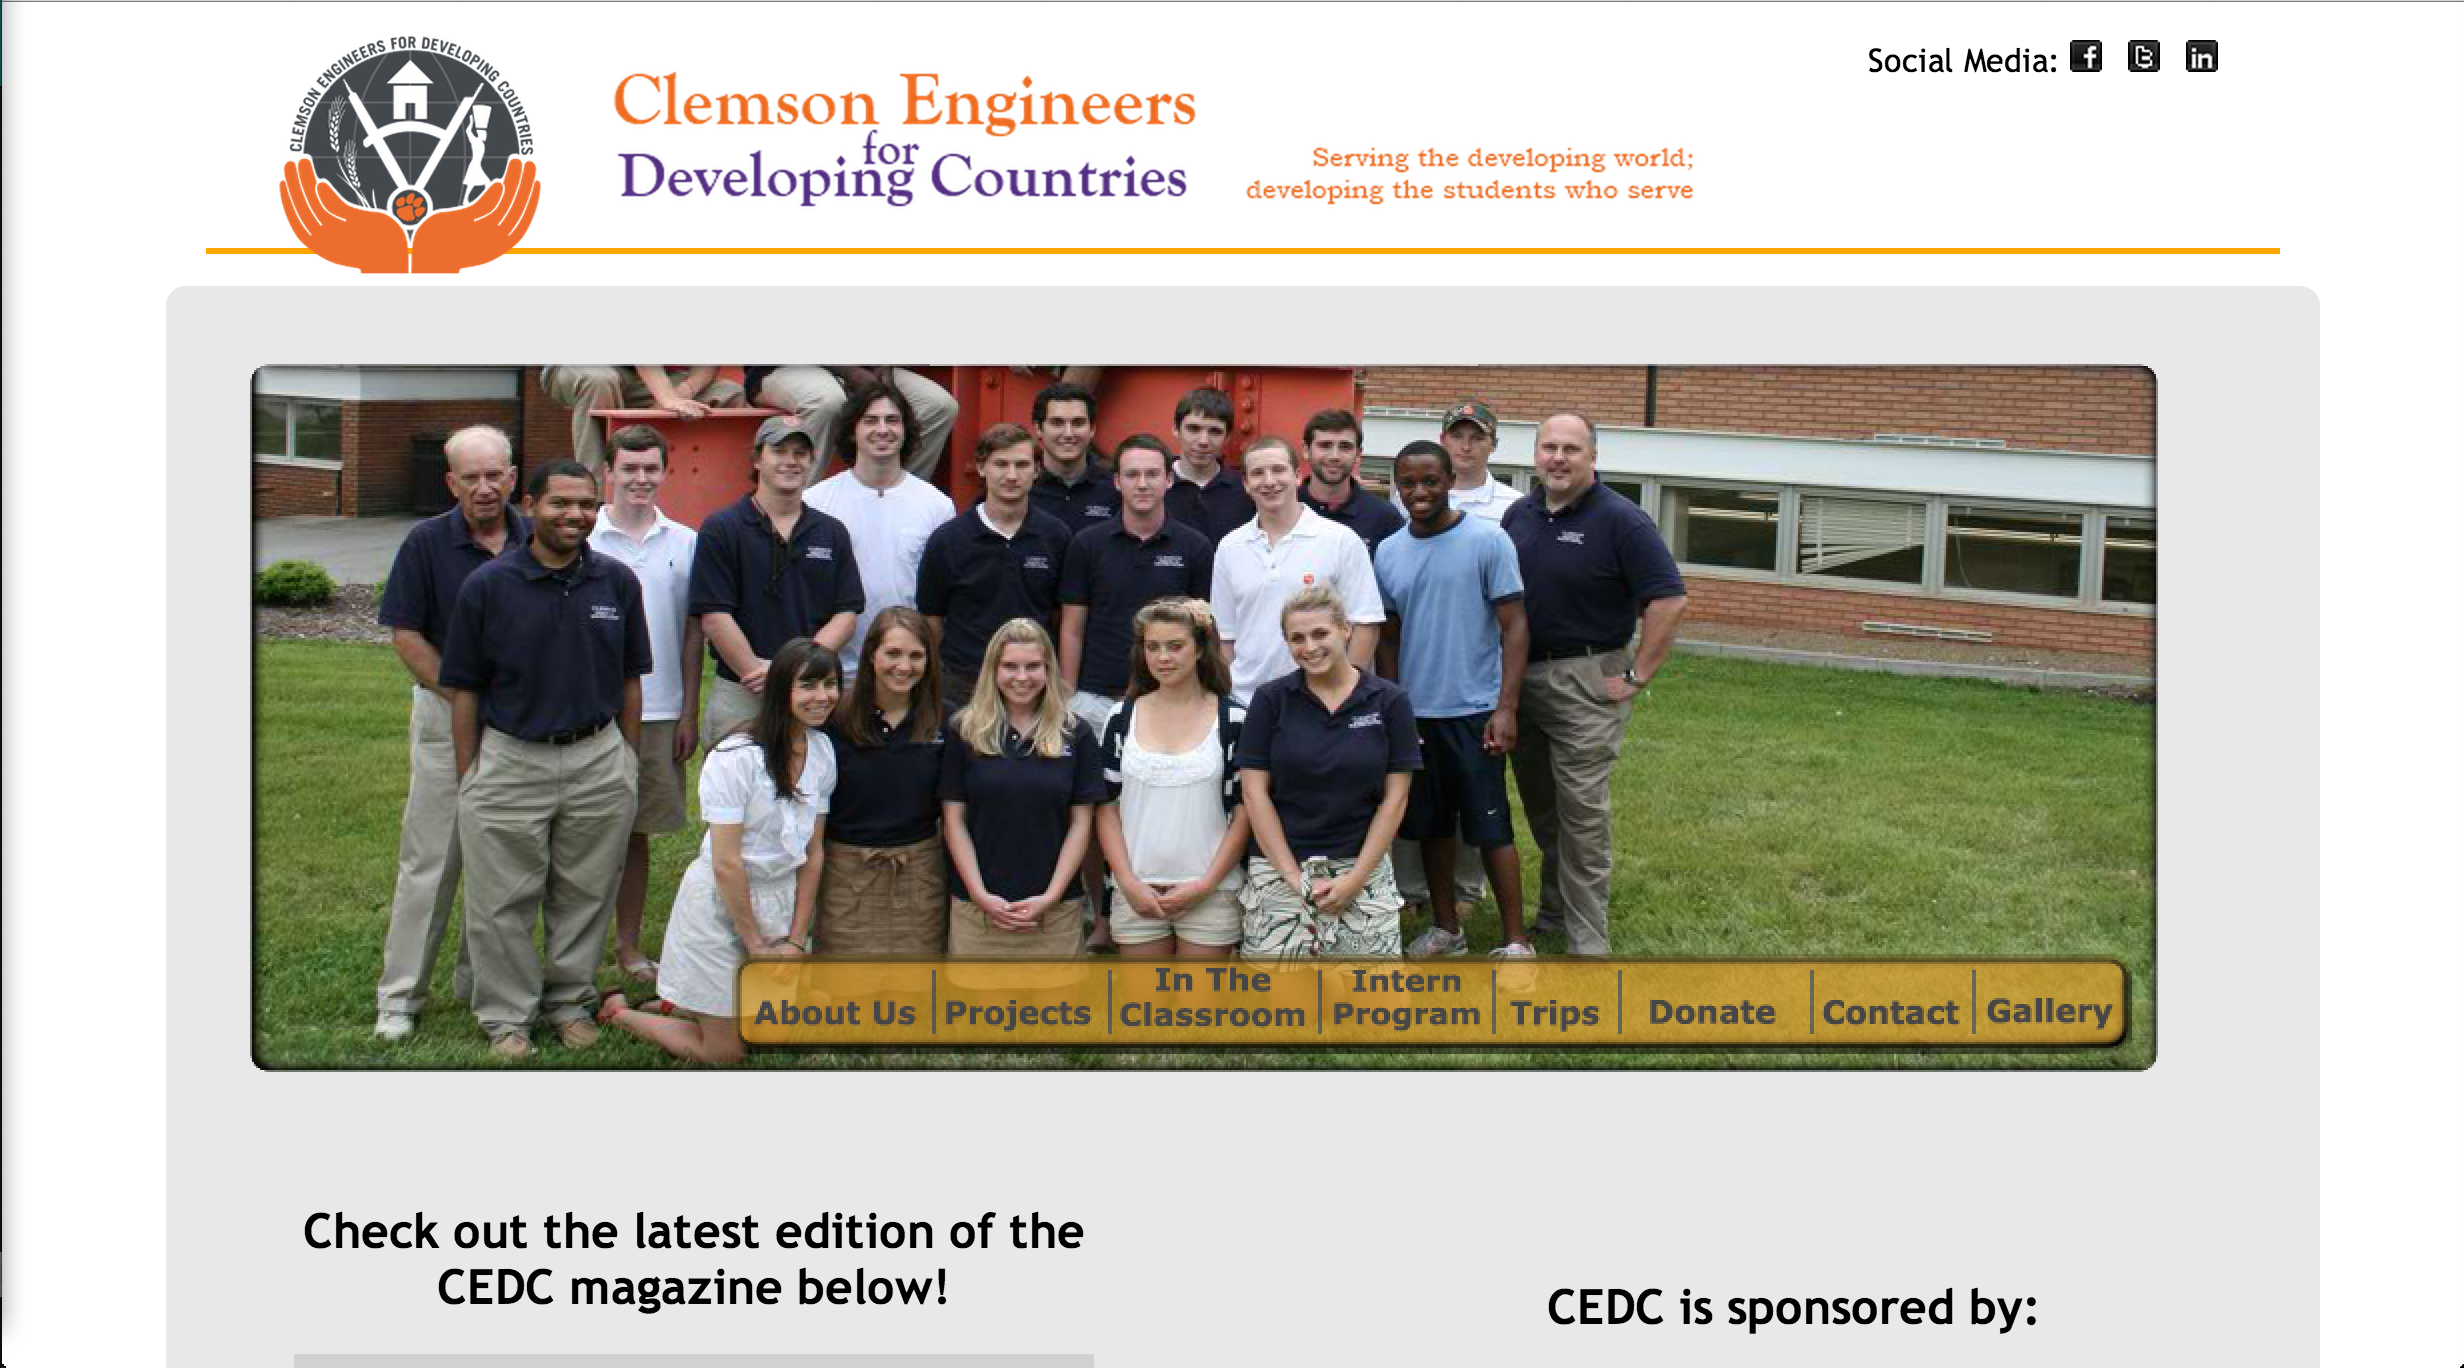 CLEMSON ENGINEERS FOR DEVELOPING COUNTRIES
Clemson Engineers
for
Developing Countries
Serving the developing world;
developing the students who serve
Social Media:
About Us
Projects
In The
Classroom
Intern
Program
Trips
Donate
Contact
Gallery
Check out the latest edition of the
CEDC magazine below!
CEDC is sponsored by: